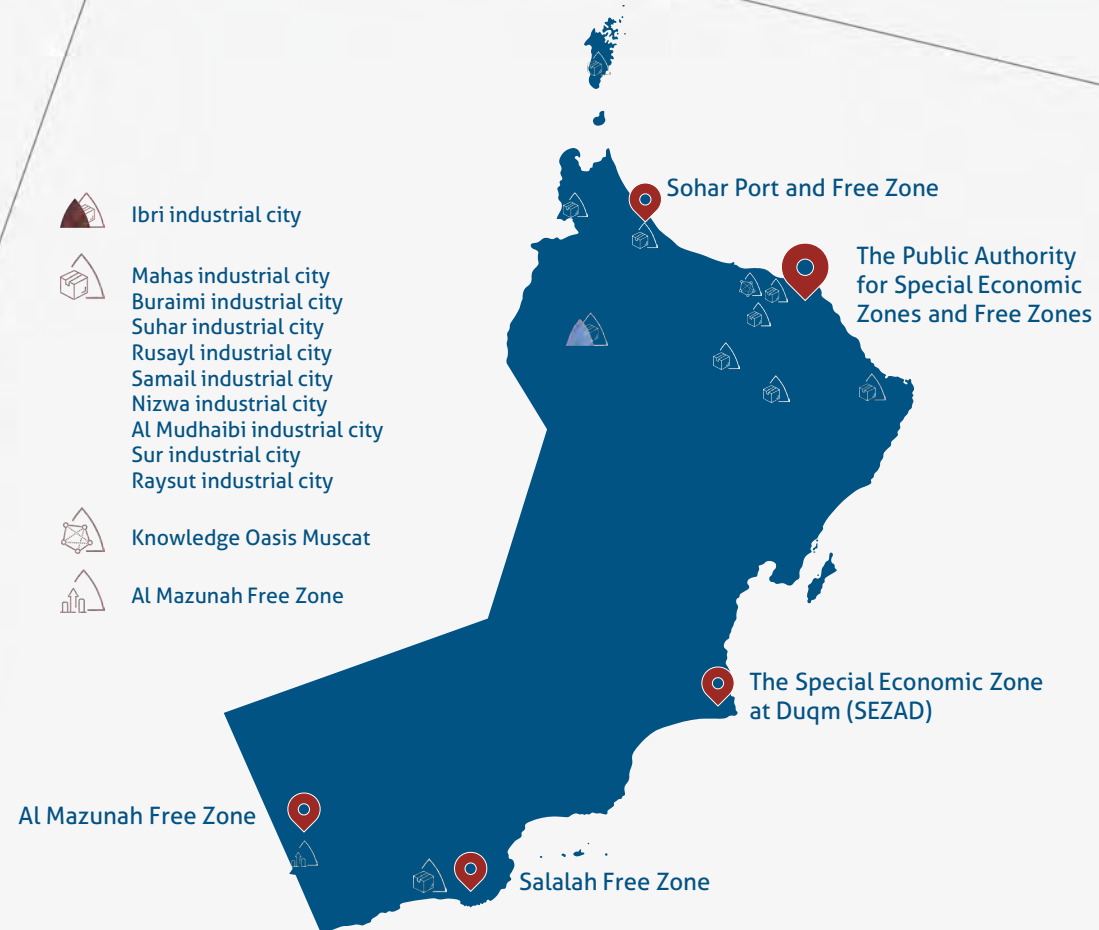 Ibri industrial city
Mahas industrial city
Buraimi industrial city
Suhar industrial city
Rusayl industrial city
Samail industrial city
Nizwa industrial city
Al Mudhaibi industrial city
Sur industrial city
Raysut industrial city
Knowledge Oasis Muscat
Al Mazunah Free Zone
Sohar Port and Free Zone
The Public Authority
for Special Economic
Zones and Free Zones
The Special Economic Zone
at Duqm (SEZAD)
Al Mazunah Free Zone
Salalah Free Zone